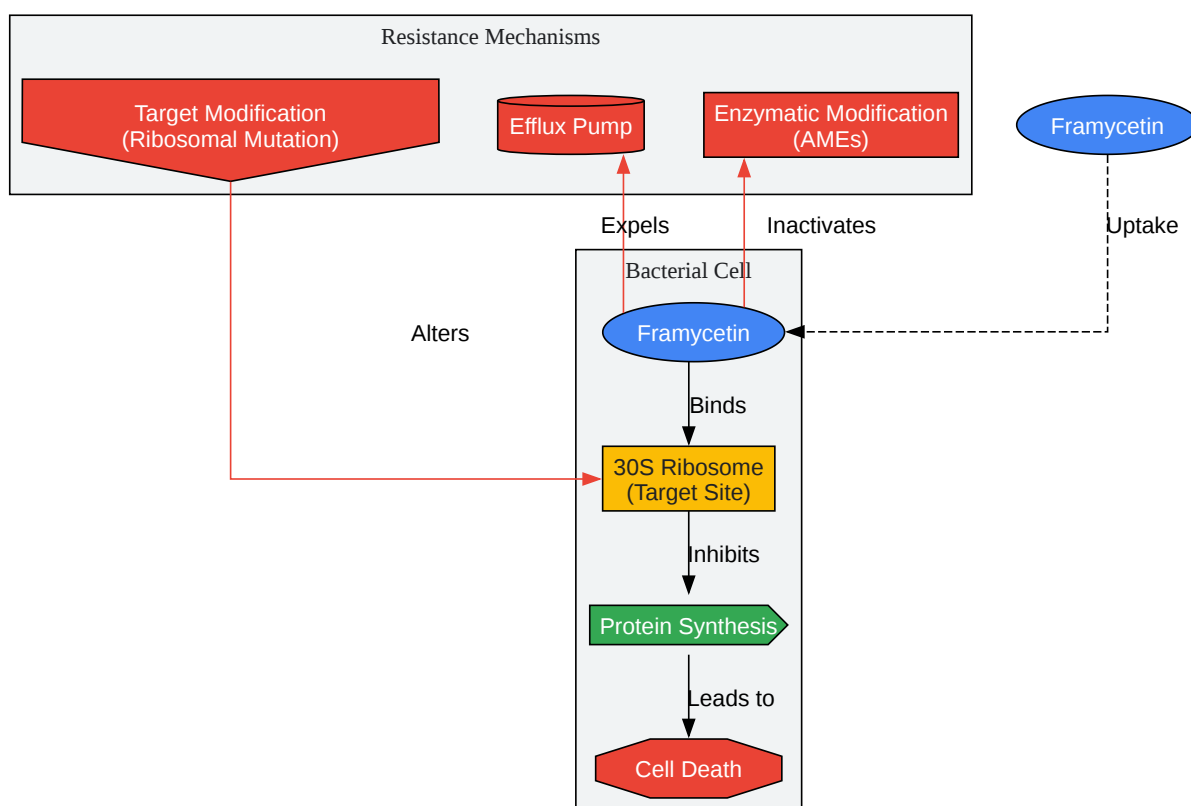 Resistance Mechanisms
Target Modification
(Ribosomal Mutation)
Efflux Pump
Enzymatic Modification
(AMEs)
Framycetin
Expels
Inactivates
Uptake
Bacterial Cell
Framycetin
Alters
Binds
30S Ribosome
(Target Site)
Inhibits
Protein Synthesis
Leads to
Cell Death